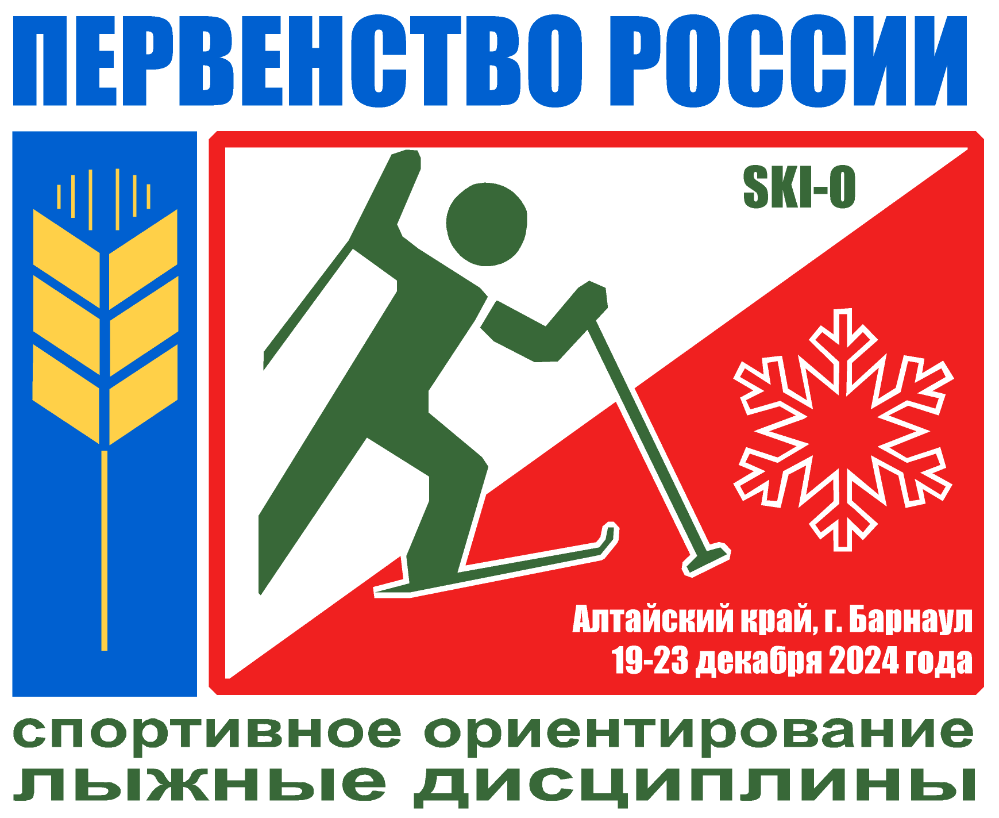 ПЕРВЕНСТВО РОССИИ
SKI-O
Алтайский край, г. Барнаул
19-23 декабря 2024 года
спортивное ориентирование
лыжные дисциплины